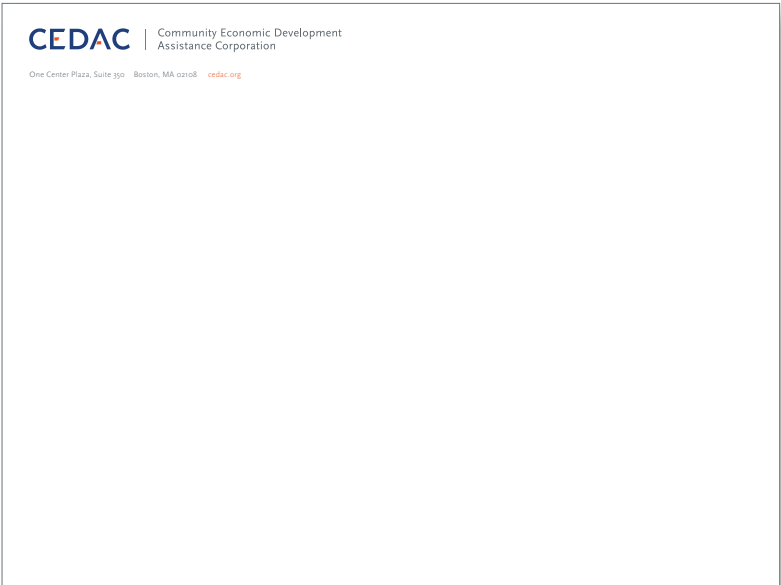 CEDAC
Community Economic Development
Assistance Corporation
One Center Plaza, Suite 350 Boston, MA 02108 cedac.org